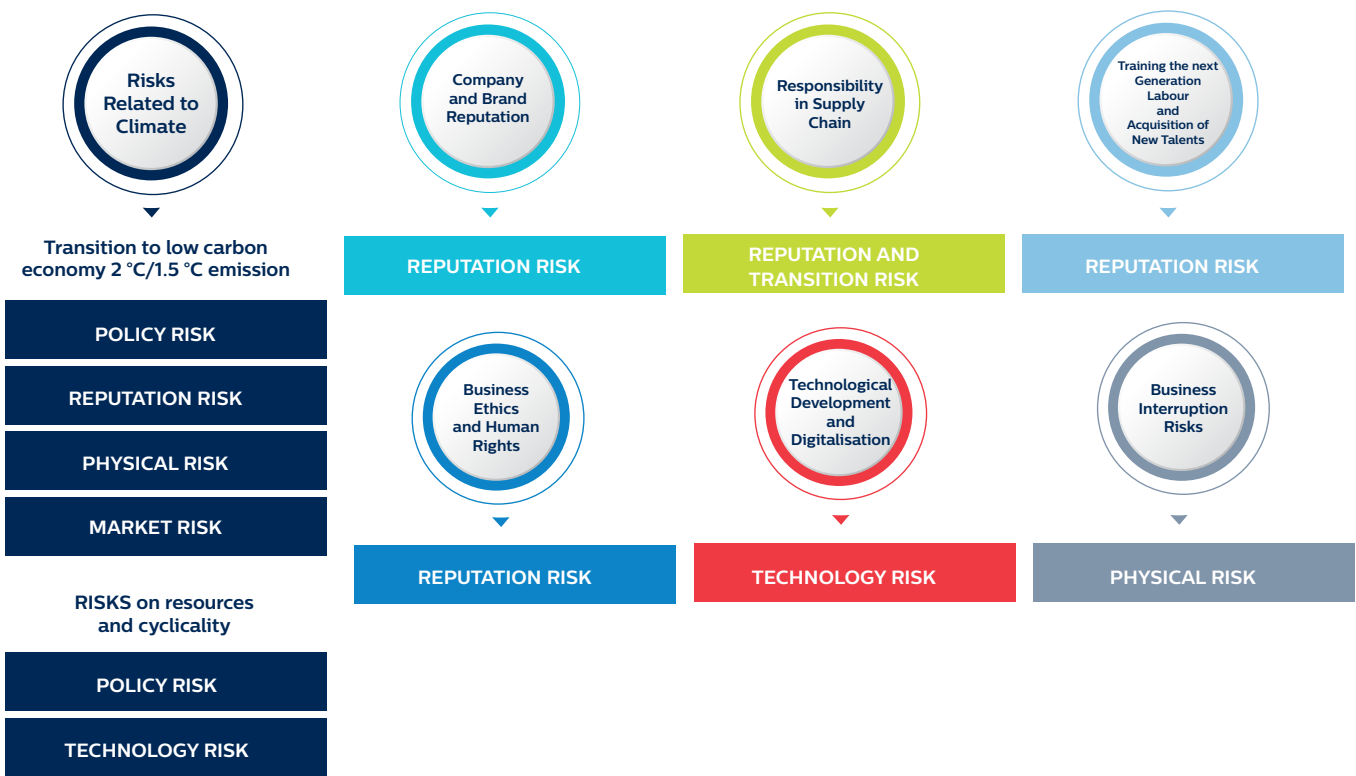 Risks
Related to
Climate
Transition to low carbon
economy 2 °C/1.5 °C emission
POLICY RISK
REPUTATION RISK
PHYSICAL RISK
MARKET RISK
RISKS on resources
and cyclicality
POLICY RISK
TECHNOLOGY RISK
Company
and Brand
Reputation
REPUTATION RISK
Responsibility
in Supply
Chain
REPUTATION AND
TRANSITION RISK
Training the next
Generation
Labour
and
Acquisition of
New Talents
REPUTATION RISK
Business
Ethics
and Human
Rights
REPUTATION RISK
Technological
Development
and
Digitalisation
TECHNOLOGY RISK
Business
Interruption
Risks
PHYSICAL RISK